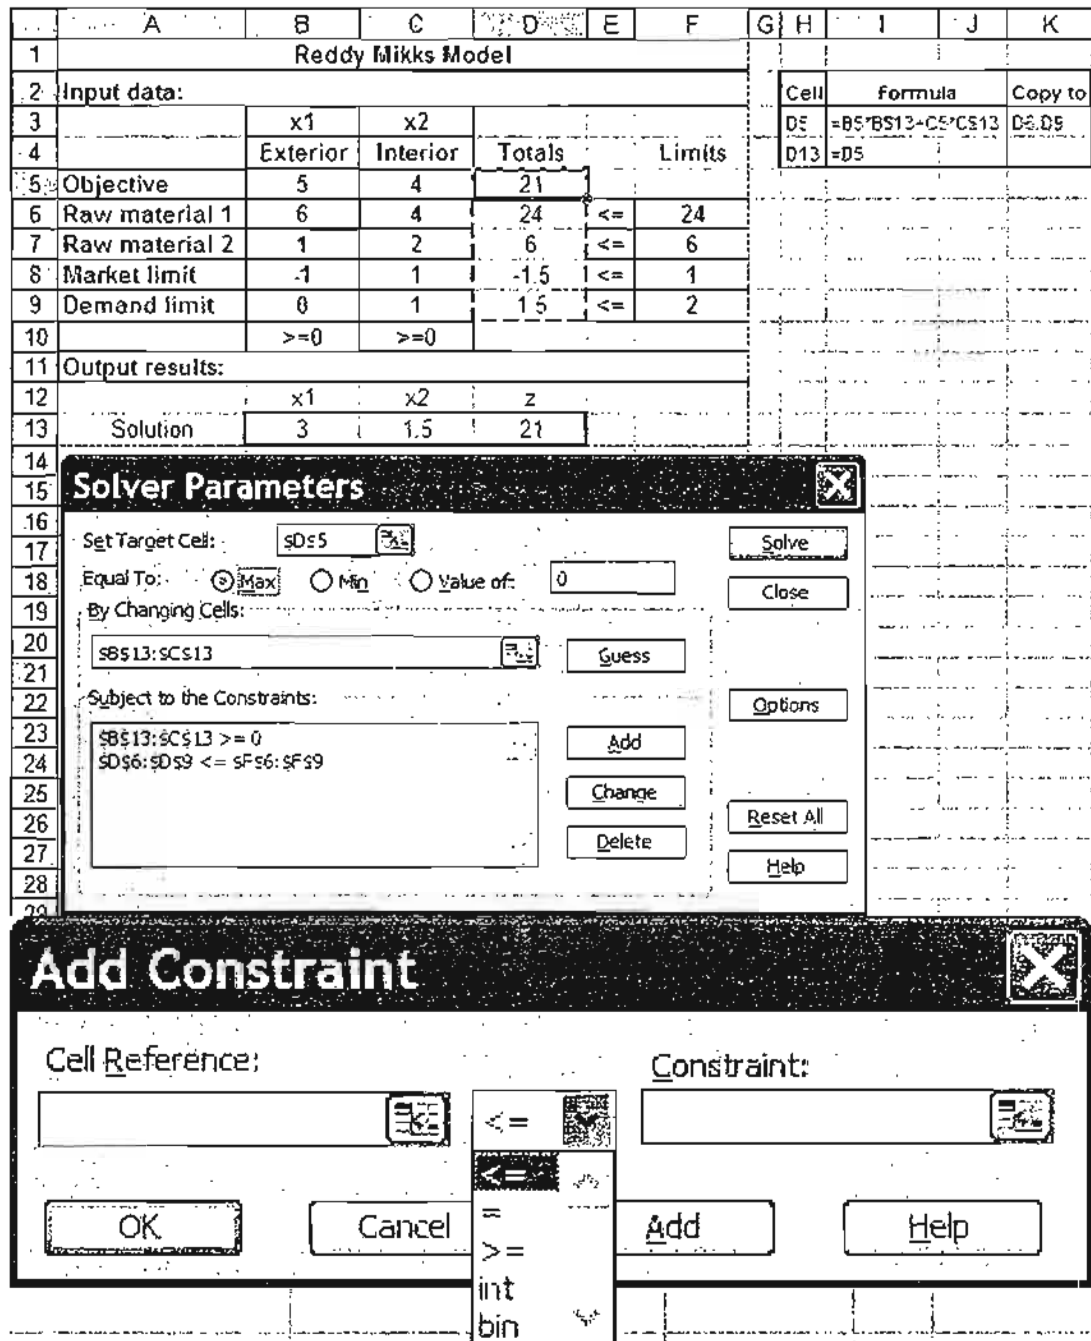 A B C D E F G H I J K
1 Reddy Mikks Model
2 Input data: Cell Formula Copy to
3 x1 x2 D5 =B5*B$13+C5*C$13 D6:D9
4 Exterior Interior Totals Limits D13 =D5
5 Objective 5 4 21
6 Raw material 1 6 4 24 <= 24
7 Raw material 2 1 2 6 <= 6
8 Market limit -1 1 -1.5 <= 1
9 Demand limit 0 1 1.5 <= 2
10 >=0 >=0
11 Output results:
12 x1 x2 z
13 Solution 3 1.5 21
14
15 Solver Parameters
16
17 Set Target Cell: $D$5 Solve
18 Equal To: Max Min Value of: 0 Close
19 By Changing Cells:
20 $B$13:$C$13 Guess
21
22 Subject to the Constraints: Options
23 $B$13:$C$13 >= 0 Add
24 $D$6:$D$9 <= $F$6:$F$9
25 Change
26 Reset All
27 Delete
28 Help
29
Add Constraint
Cell Reference: Constraint:
<=
<=
OK Cancel = Add Help
>=
int
bin